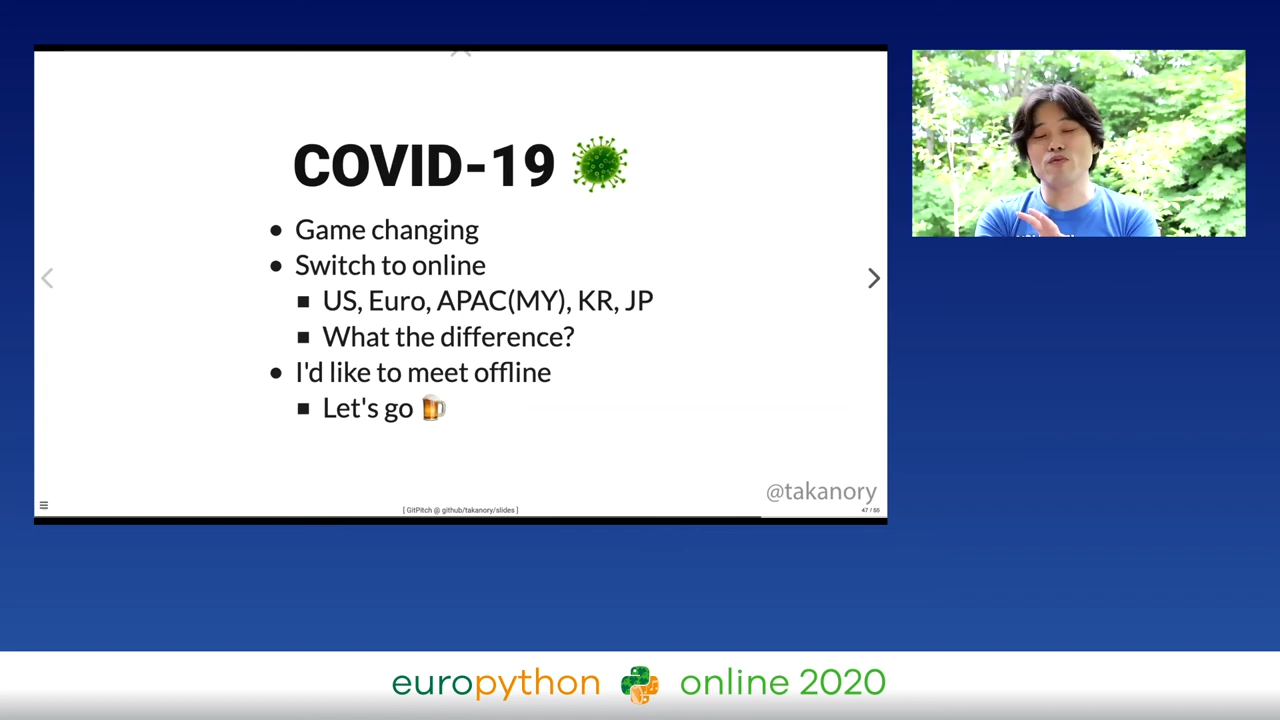 COVID-19
Game changing
Switch to online
US, Euro, APAC(MY), KR, JP
What the difference?
I'd like to meet offline
Let's go
@takanory
[ GitPitch @ github/takanory/slides ]
47 / 55
europython online 2020